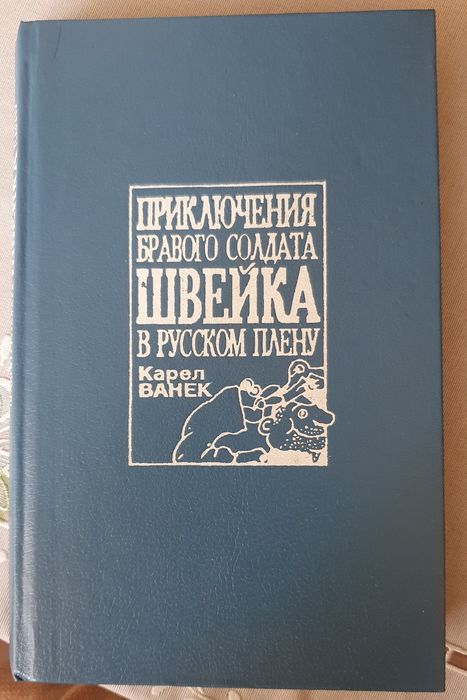 ПРИКЛЮЧЕНИЯ
БРАВОГО СОЛДАТА
ШВЕЙКА
В РУССКОМ ПЛЕНУ
Карел
ВАНЕК